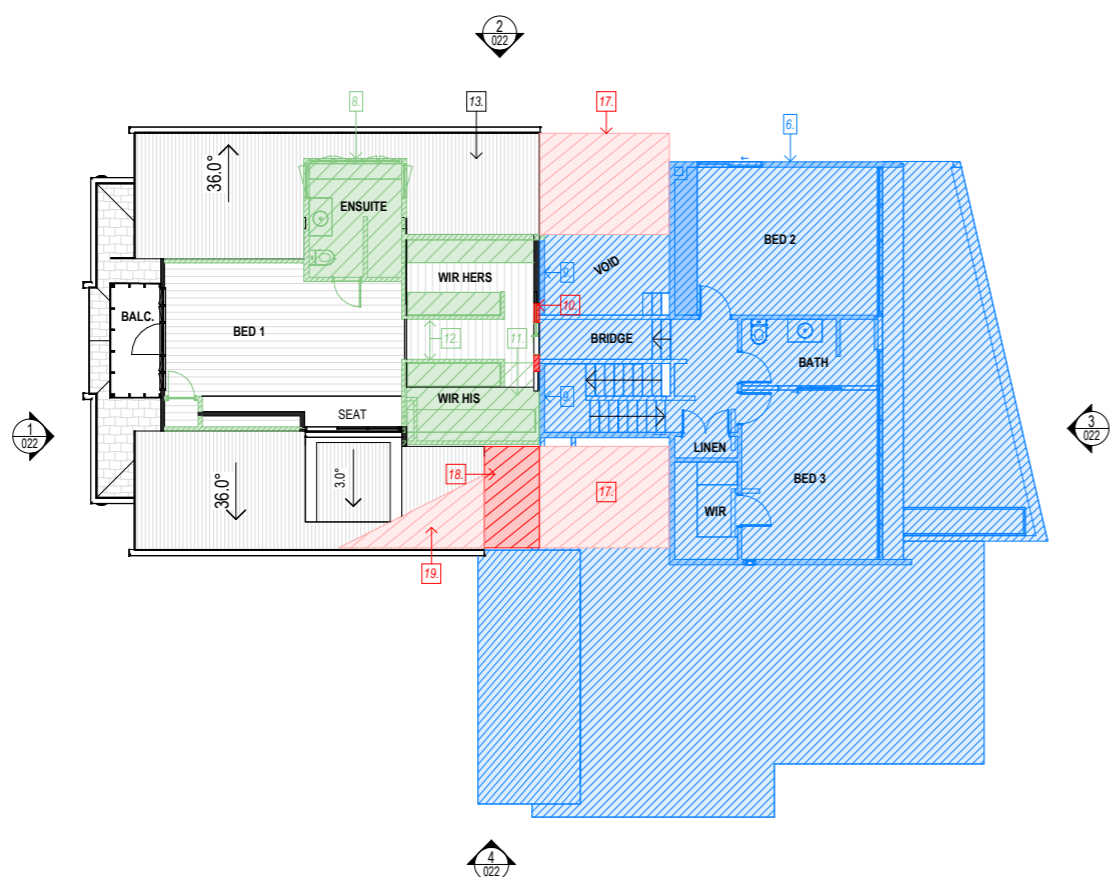 2
022
8.
13.
17.
6.
36.0°
ENSUITE
BED 2
WIR HERS
VOID
9.
10.
BALC.
BED 1
12.
11.
BRIDGE
BATH
WIR HIS
9.
SEAT
1
022
3
022
LINEN
36.0°
3.0°
18.
17.
WIR
BED 3
19.
4
022